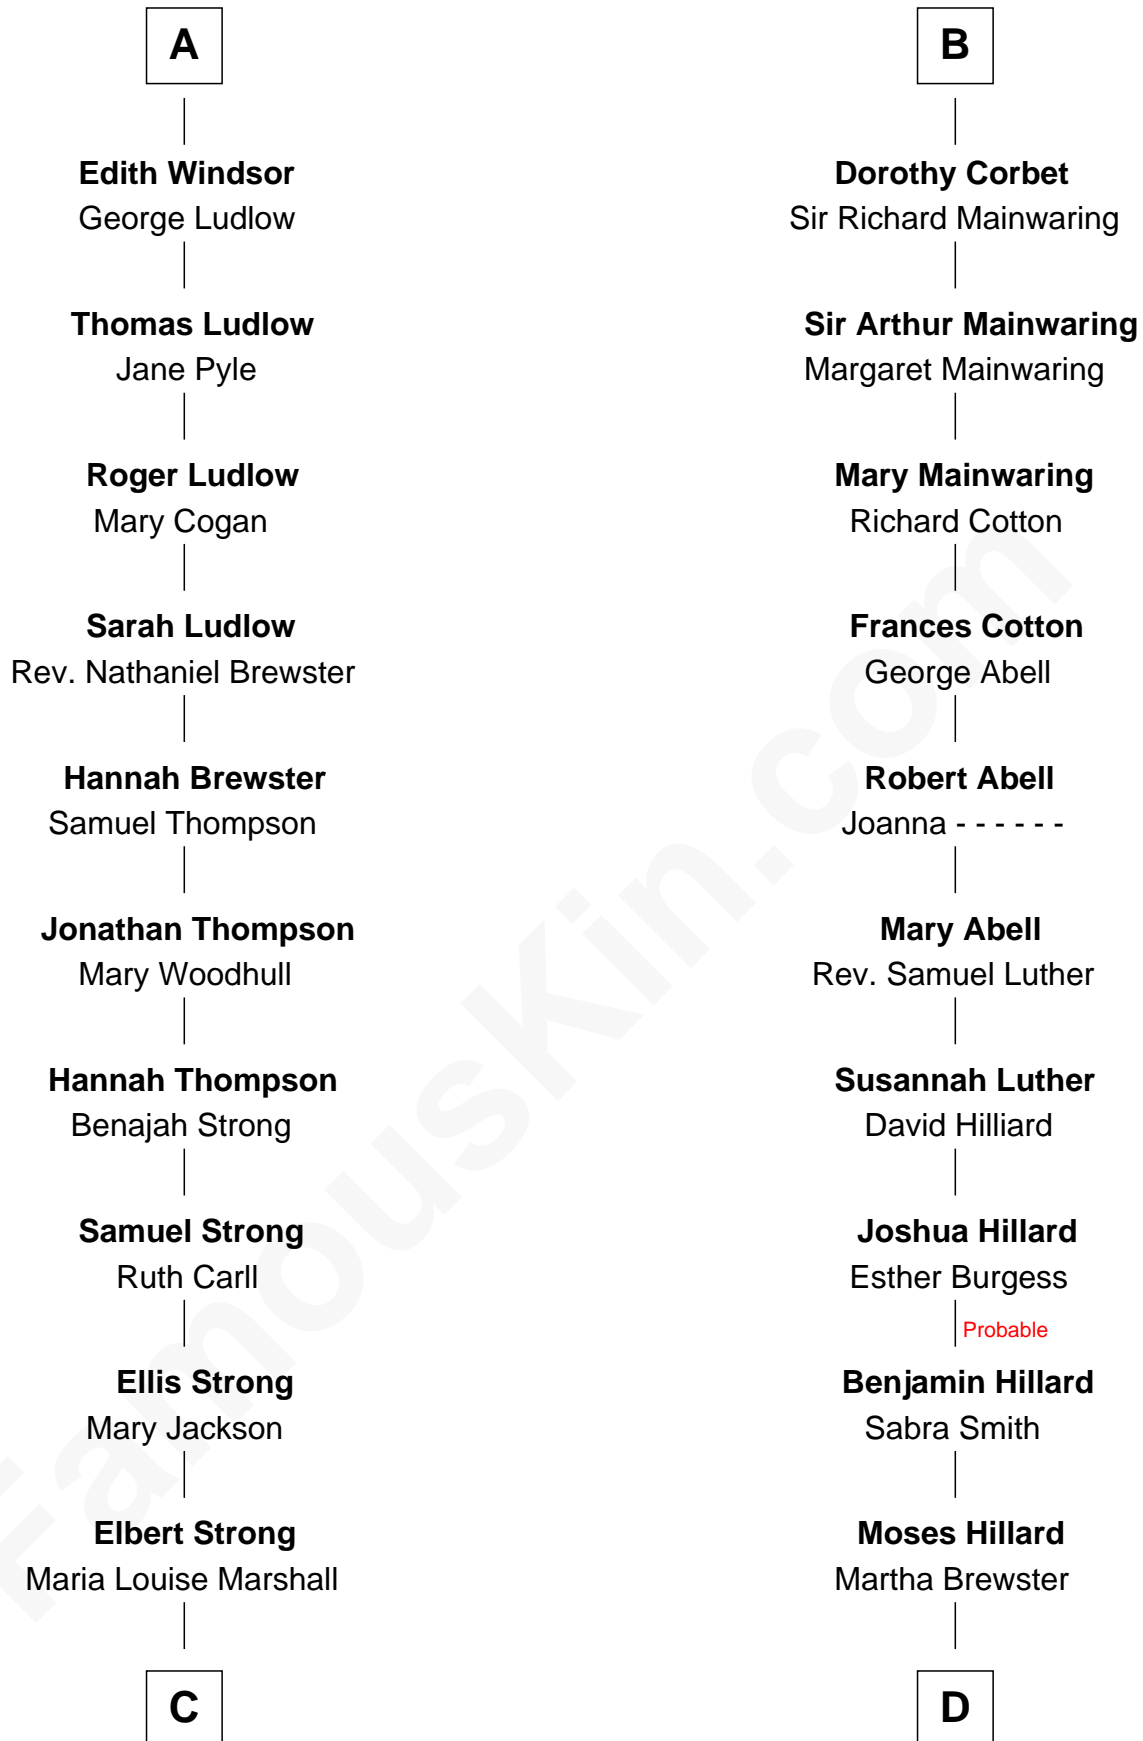 A
Edith Windsor
George Ludlow
Thomas Ludlow
Jane Pyle
Roger Ludlow
Mary Cogan
Sarah Ludlow
Rev. Nathaniel Brewster
Hannah Brewster
Samuel Thompson
Jonathan Thompson
Mary Woodhull
Hannah Thompson
Benajah Strong
Samuel Strong
Ruth Carll
Ellis Strong
Mary Jackson
Elbert Strong
Maria Louise Marshall
C
B
Dorothy Corbet
Sir Richard Mainwaring
Sir Arthur Mainwaring
Margaret Mainwaring
Mary Mainwaring
Richard Cotton
Frances Cotton
George Abell
Robert Abell
Joanna - - - - - -
Mary Abell
Rev. Samuel Luther
Susannah Luther
David Hilliard
Joshua Hillard
Esther Burgess
Probable
Benjamin Hillard
Sabra Smith
Moses Hillard
Martha Brewster
D
FamousKin.com